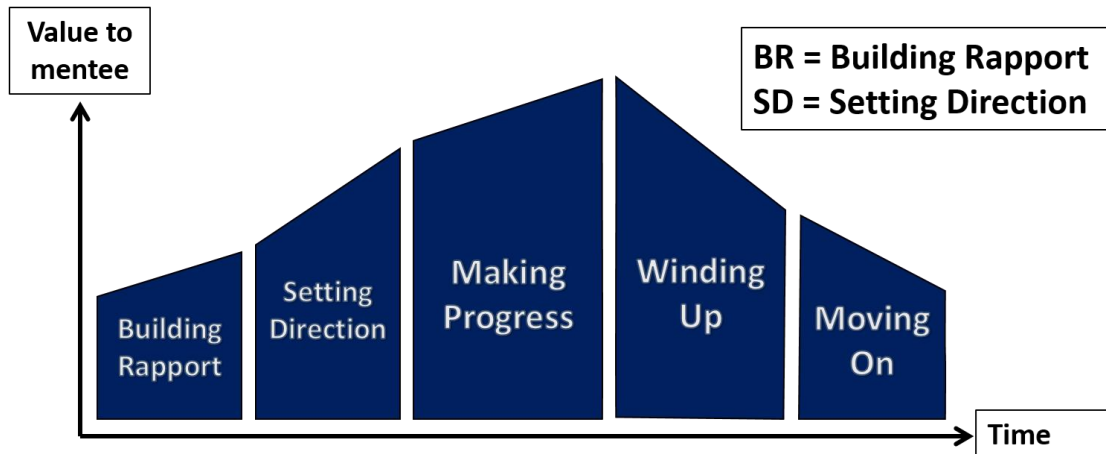 Value to
mentee
BR = Building Rapport
SD = Setting Direction
Building
Rapport
Setting
Direction
Making
Progress
Winding
Up
Moving
On
Time